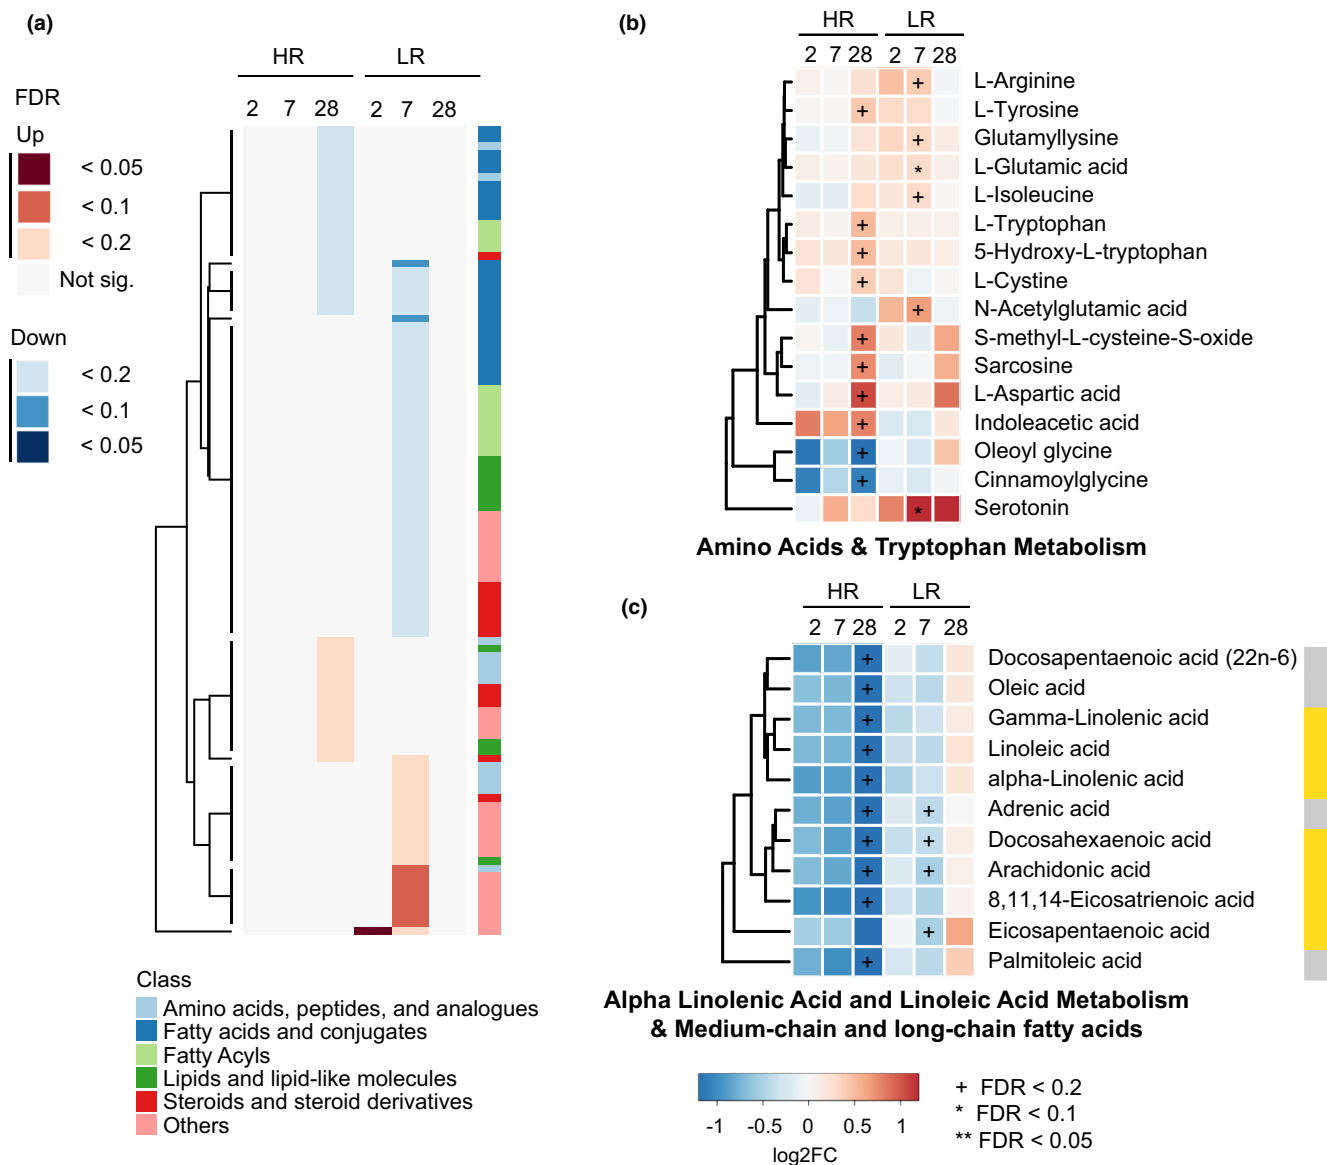 (a)
HR LR
2 7 28 2 7 28
FDR
Up
< 0.05
< 0.1
< 0.2
Not sig.
Down
< 0.2
< 0.1
< 0.05
Class
Amino acids, peptides, and analogues
Fatty acids and conjugates
Fatty Acyls
Lipids and lipid-like molecules
Steroids and steroid derivatives
Others
(b)
HR LR
2 7 28 2 7 28
+ L-Arginine
+ L-Tyrosine
+ Glutamyllysine
* L-Glutamic acid
+ L-Isoleucine
+ L-Tryptophan
+ 5-Hydroxy-L-tryptophan
+ L-Cystine
+ N-Acetylglutamic acid
+ S-methyl-L-cysteine-S-oxide
+ Sarcosine
+ L-Aspartic acid
+ Indoleacetic acid
+ Oleoyl glycine
+ Cinnamoylglycine
* Serotonin
Amino Acids & Tryptophan Metabolism
(c)
HR LR
2 7 28 2 7 28
+ Docosapentaenoic acid (22n-6)
+ Oleic acid
+ Gamma-Linolenic acid
+ Linoleic acid
+ alpha-Linolenic acid
+ + Adrenic acid
+ + Docosahexaenoic acid
+ + Arachidonic acid
+ 8,11,14-Eicosatrienoic acid
+ Eicosapentaenoic acid
+ Palmitoleic acid
Alpha Linolenic Acid and Linoleic Acid Metabolism
& Medium-chain and long-chain fatty acids
-1 -0.5 0 0.5 1
log2FC
+ FDR < 0.2
* FDR < 0.1
** FDR < 0.05